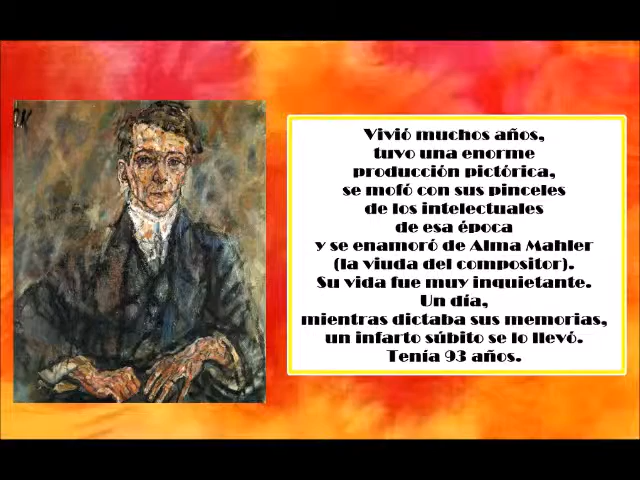 OK
Vivió muchos años,
tuvo una enorme
producción pictórica,
se mofó con sus pinceles
de los intelectuales
de esa época
y se enamoró de Alma Mahler
(la viuda del compositor).
Su vida fue muy inquietante.
Un día,
mientras dictaba sus memorias,
un infarto súbito se lo llevó.
Tenía 93 años.